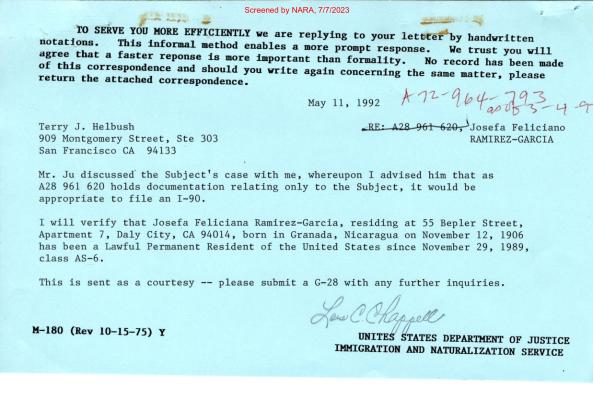 Screened by NARA, 7/7/2023
TO SERVE YOU MORE EFFICIENTLY we are replying to your lettter by handwritten
notations. This informal method enables a more prompt response. We trust you will
agree that a faster reponse is more important than formality. No record has been made
of this correspondence and should you write again concerning the same matter, please
return the attached correspondence.
May 11, 1992
A72-964-793
as of 3-4-9
Terry J. Helbush
909 Montgomery Street, Ste 303
San Francisco CA 94133
RE: A28 961 620, Josefa Feliciano
RAMIREZ-GARCIA
Mr. Ju discussed the Subject's case with me, whereupon I advised him that as
A28 961 620 holds documentation relating only to the Subject, it would be
appropriate to file an I-90.
I will verify that Josefa Feliciana Ramirez-Garcia, residing at 55 Bepler Street,
Apartment 7, Daly City, CA 94014, born in Granada, Nicaragua on November 12, 1906
has been a Lawful Permanent Resident of the United States since November 29, 1989,
class AS-6.
This is sent as a courtesy -- please submit a G-28 with any further inquiries.
C. Chappell
M-180 (Rev 10-15-75) Y
UNITED STATES DEPARTMENT OF JUSTICE
IMMIGRATION AND NATURALIZATION SERVICE